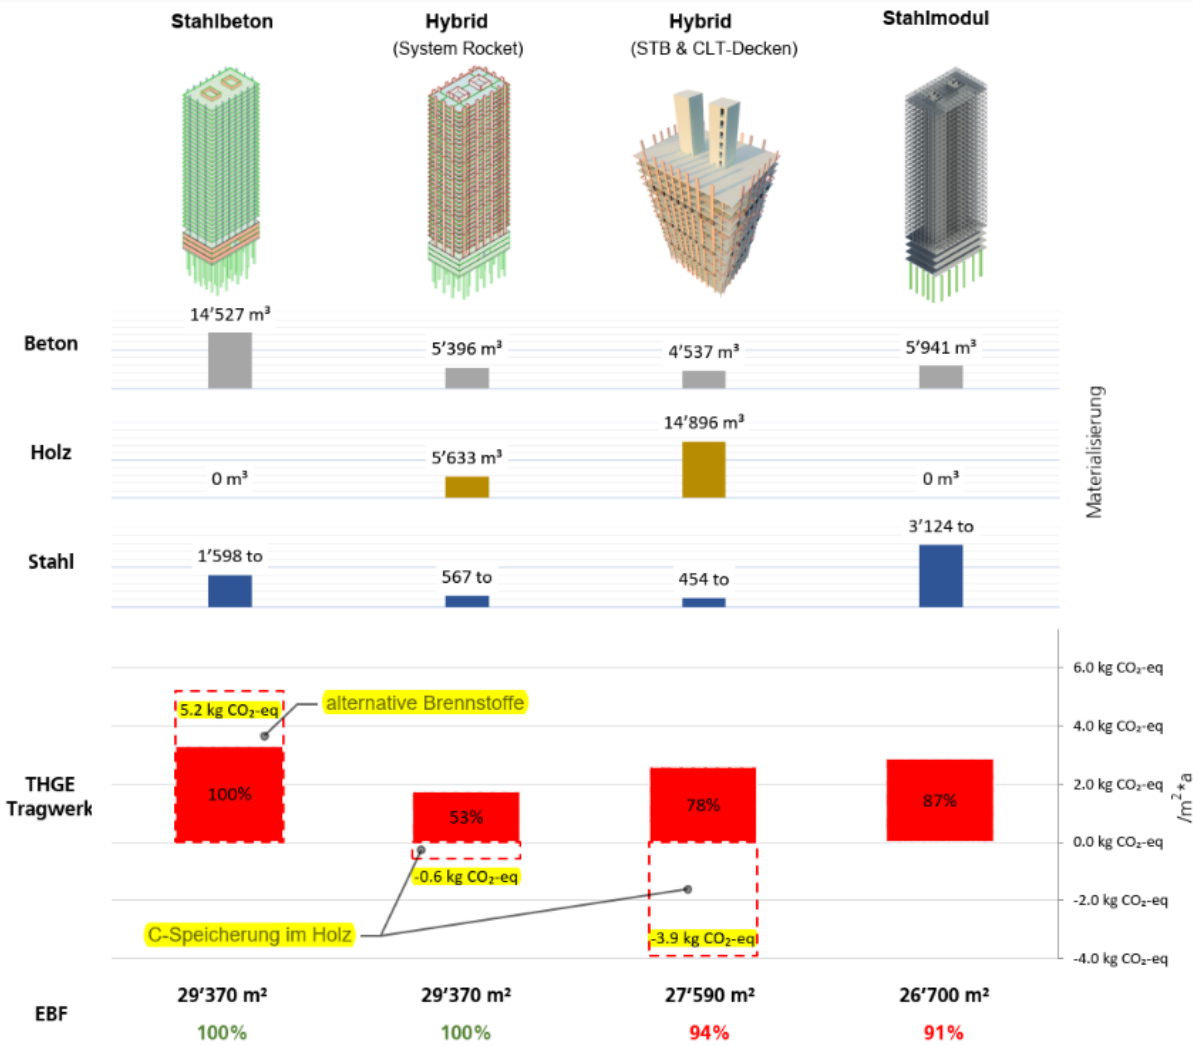 Stahlbeton
Hybrid
(System Rocket)
Hybrid
(STB & CLT-Decken)
Stahlmodul
Beton
14’527 m³
5’396 m³
4’537 m³
5’941 m³
Holz
0 m³
5’633 m³
14’896 m³
0 m³
Stahl
1’598 to
567 to
454 to
3’124 to
Materialisierung
THGE
Tragwerk
5.2 kg CO₂-eq
alternative Brennstoffe
100%
53%
78%
87%
-0.6 kg CO₂-eq
C-Speicherung im Holz
-3.9 kg CO₂-eq
6.0 kg CO₂-eq
4.0 kg CO₂-eq
2.0 kg CO₂-eq
0.0 kg CO₂-eq
-2.0 kg CO₂-eq
-4.0 kg CO₂-eq
/m²*a
EBF
29’370 m²
29’370 m²
27’590 m²
26’700 m²
100%
100%
94%
91%